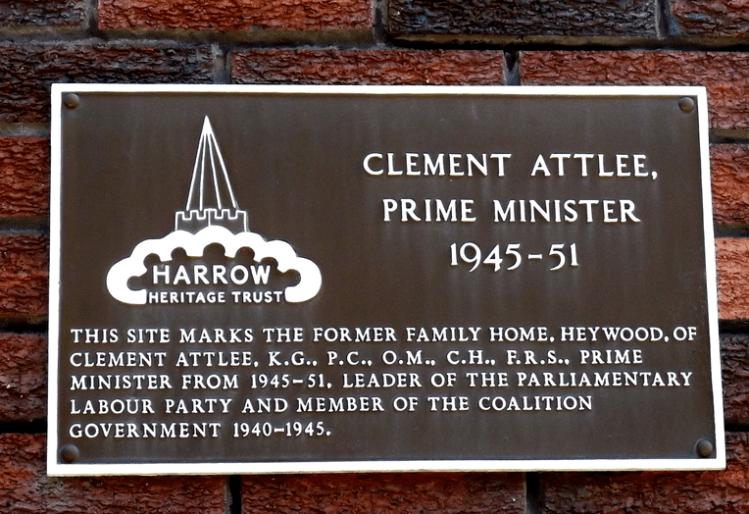 CLEMENT ATTLEE,
PRIME MINISTER
1945-51
HARROW
HERITAGE TRUST
THIS SITE MARKS THE FORMER FAMILY HOME, HEYWOOD, OF
CLEMENT ATTLEE, K.G., P.C., O.M., C.H., F.R.S., PRIME
MINISTER FROM 1945-51, LEADER OF THE PARLIAMENTARY
LABOUR PARTY AND MEMBER OF THE COALITION
GOVERNMENT 1940-1945.